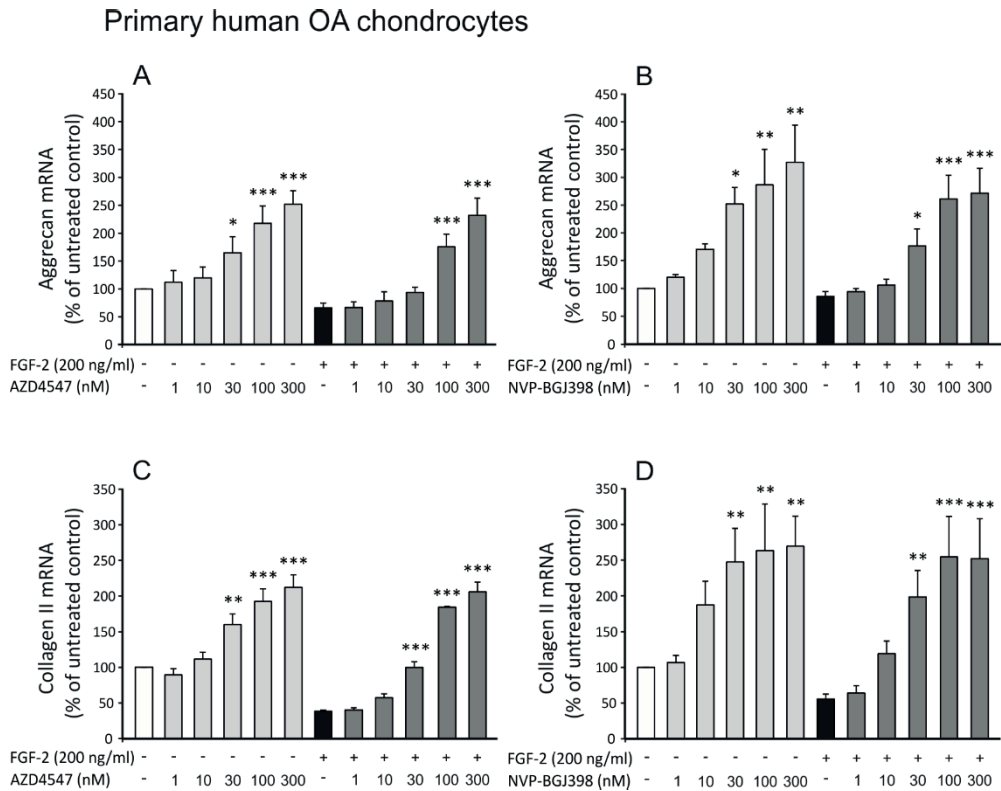 Primary human OA chondrocytes
A
Aggrecan mRNA
(% of untreated control)
450
400
350
300
250
200
150
100
50
0
* *** *** *** ***
FGF-2 (200 ng/ml) - - - - - - + + + + + +
AZD4547 (nM) - 1 10 30 100 300 - 1 10 30 100 300
B
Aggrecan mRNA
(% of untreated control)
450
400
350
300
250
200
150
100
50
0
* ** ** * *** ***
FGF-2 (200 ng/ml) - - - - - - + + + + + +
NVP-BGJ398 (nM) - 1 10 30 100 300 - 1 10 30 100 300
C
Collagen II mRNA
(% of untreated control)
350
300
250
200
150
100
50
0
** *** *** *** *** ***
FGF-2 (200 ng/ml) - - - - - - + + + + + +
AZD4547 (nM) - 1 10 30 100 300 - 1 10 30 100 300
D
Collagen II mRNA
(% of untreated control)
350
300
250
200
150
100
50
0
** ** ** ** *** ***
FGF-2 (200 ng/ml) - - - - - - + + + + + +
NVP-BGJ398 (nM) - 1 10 30 100 300 - 1 10 30 100 300